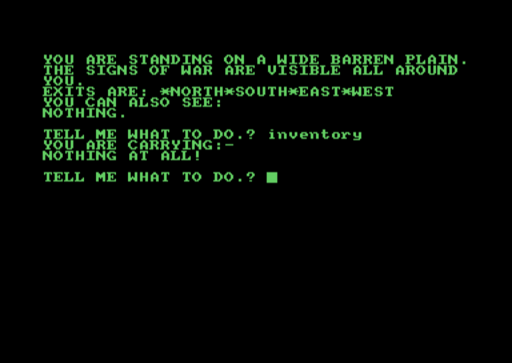 YOU ARE STANDING ON A WIDE BARREN PLAIN.
THE SIGNS OF WAR ARE VISIBLE ALL AROUND
YOU.
EXITS ARE: *NORTH*SOUTH*EAST*WEST
YOU CAN ALSO SEE:
NOTHING.
TELL ME WHAT TO DO.? inventory
YOU ARE CARRYING:-
NOTHING AT ALL!
TELL ME WHAT TO DO.?